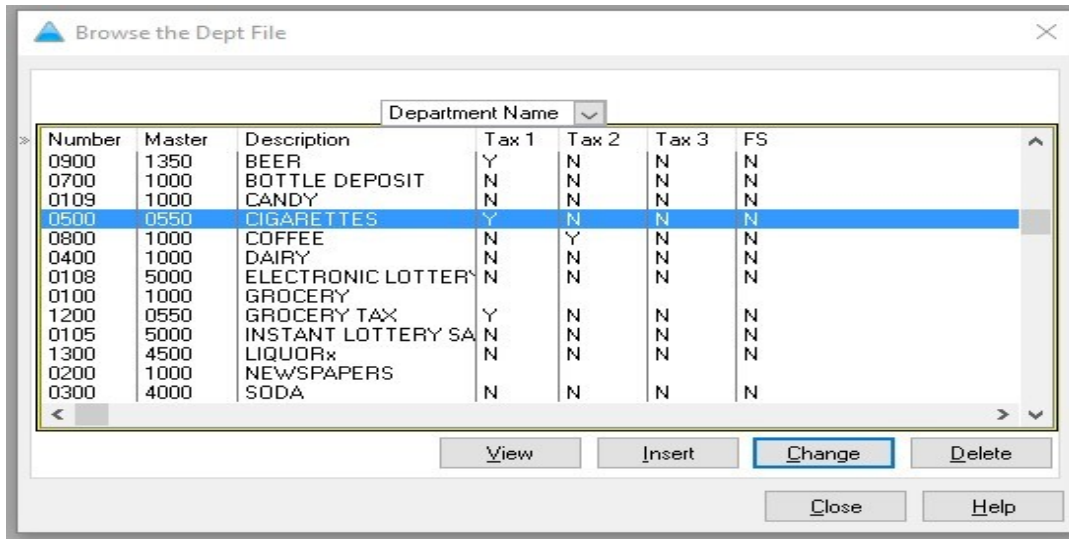 Browse the Dept File
Department Name
Number Master Description Tax 1 Tax 2 Tax 3 FS
0900 1350 BEER Y N N N
0700 1000 BOTTLE DEPOSIT N N N N
0109 1000 CANDY N N N N
0500 0550 CIGARETTES Y N N N
0800 1000 COFFEE N Y N N
0400 1000 DAIRY N N N N
0108 5000 ELECTRONIC LOTTERY N N N N
0100 1000 GROCERY
1200 0550 GROCERY TAX Y N N N
0105 5000 INSTANT LOTTERY SA N N N N
1300 4500 LIQUORx N N N N
0200 1000 NEWSPAPERS
0300 4000 SODA N N N N
View Insert Change Delete
Close Help